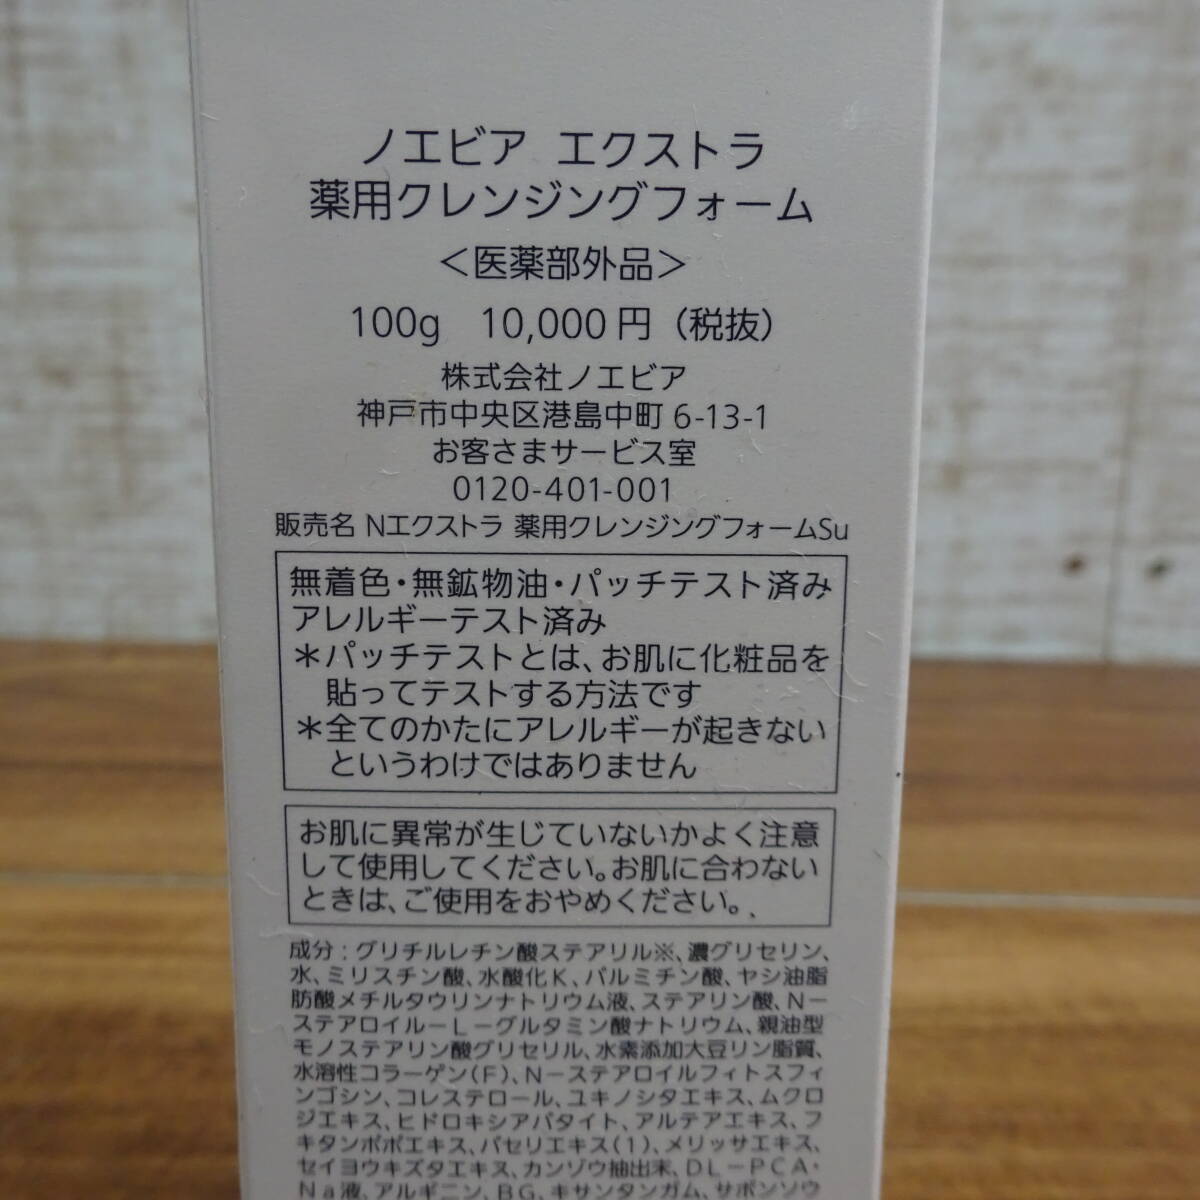 ノエビア エクストラ
薬用クレンジングフォーム
＜医薬部外品＞
100g 10,000円（税抜）
株式会社ノエビア
神戸市中央区港島中町6-13-1
お客さまサービス室
0120-401-001
販売名 Nエクストラ 薬用クレンジングフォームSu
無着色・無鉱物油・パッチテスト済み
アレルギーテスト済み
＊パッチテストとは、お肌に化粧品を
貼ってテストする方法です
＊全てのかたにアレルギーが起きない
というわけではありません
お肌に異常が生じていないかよく注意
して使用してください。お肌に合わない
ときは、ご使用をおやめください。
成分：グリチルレチン酸ステアリル※、濃グリセリン、
水、ミリスチン酸、水酸化K、パルミチン酸、ヤシ油脂
肪酸メチルタウリンナトリウム液、ステアリン酸、N－
ステアロイル－L－グルタミン酸ナトリウム、親油型
モノステアリン酸グリセリル、水素添加大豆リン脂質、
水溶性コラーゲン(F)、N－ステアロイルフィトスフィ
ンゴシン、コレステロール、ユキノシタエキス、ムクロ
ジエキス、ヒドロキシアパタイト、アルテアエキス、フ
キタンポポエキス、パセリエキス(1)、メリッサエキス、
セイヨウキズタエキス、カンゾウ抽出末、DL－PCA・
Na液、アルギニン、BG、キサンタンガム、サボンソウ